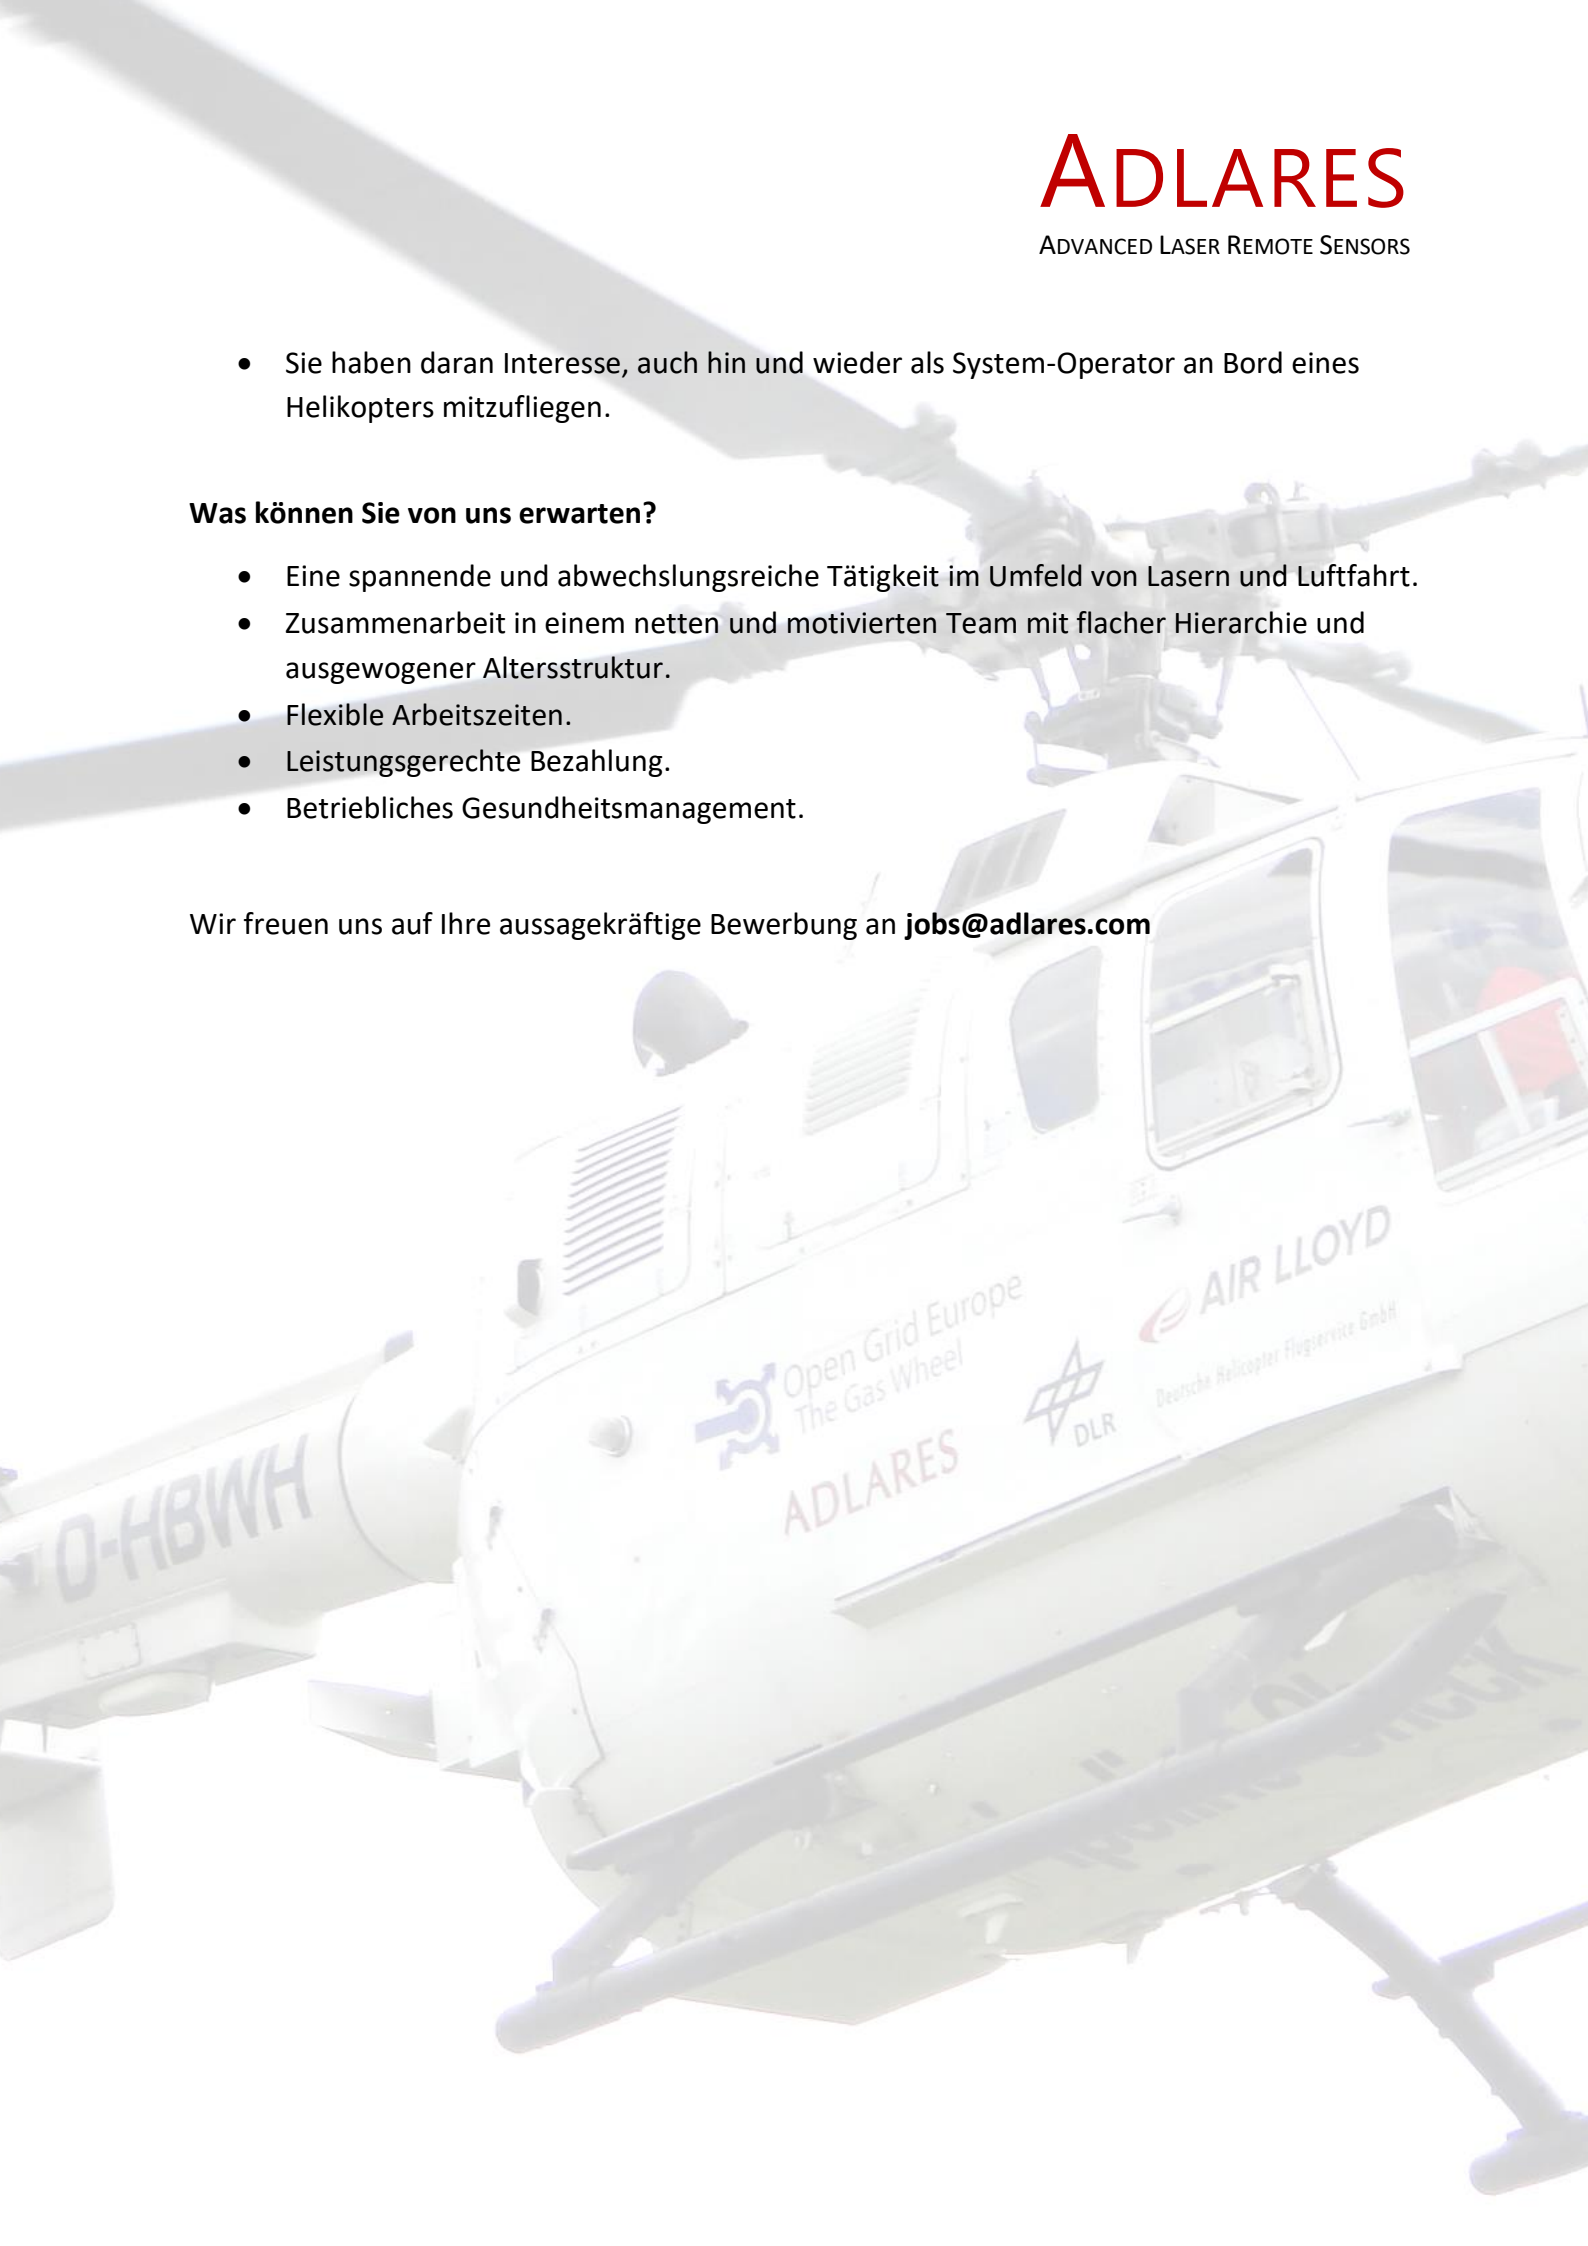 ADLARES
ADVANCED LASER REMOTE SENSORS
• Sie haben daran Interesse, auch hin und wieder als System-Operator an Bord eines
Helikopters mitzufliegen.
Was können Sie von uns erwarten?
• Eine spannende und abwechslungsreiche Tätigkeit im Umfeld von Lasern und Luftfahrt.
• Zusammenarbeit in einem netten und motivierten Team mit flacher Hierarchie und
ausgewogener Altersstruktur.
• Flexible Arbeitszeiten.
• Leistungsgerechte Bezahlung.
• Betriebliches Gesundheitsmanagement.
Wir freuen uns auf Ihre aussagekräftige Bewerbung an jobs@adlares.com
AIR LLOYD
Deutsche Helicopter Flugservice GmbH
Open Grid Europe
The Gas Wheel
DLR
ADLARES
D-HBWH